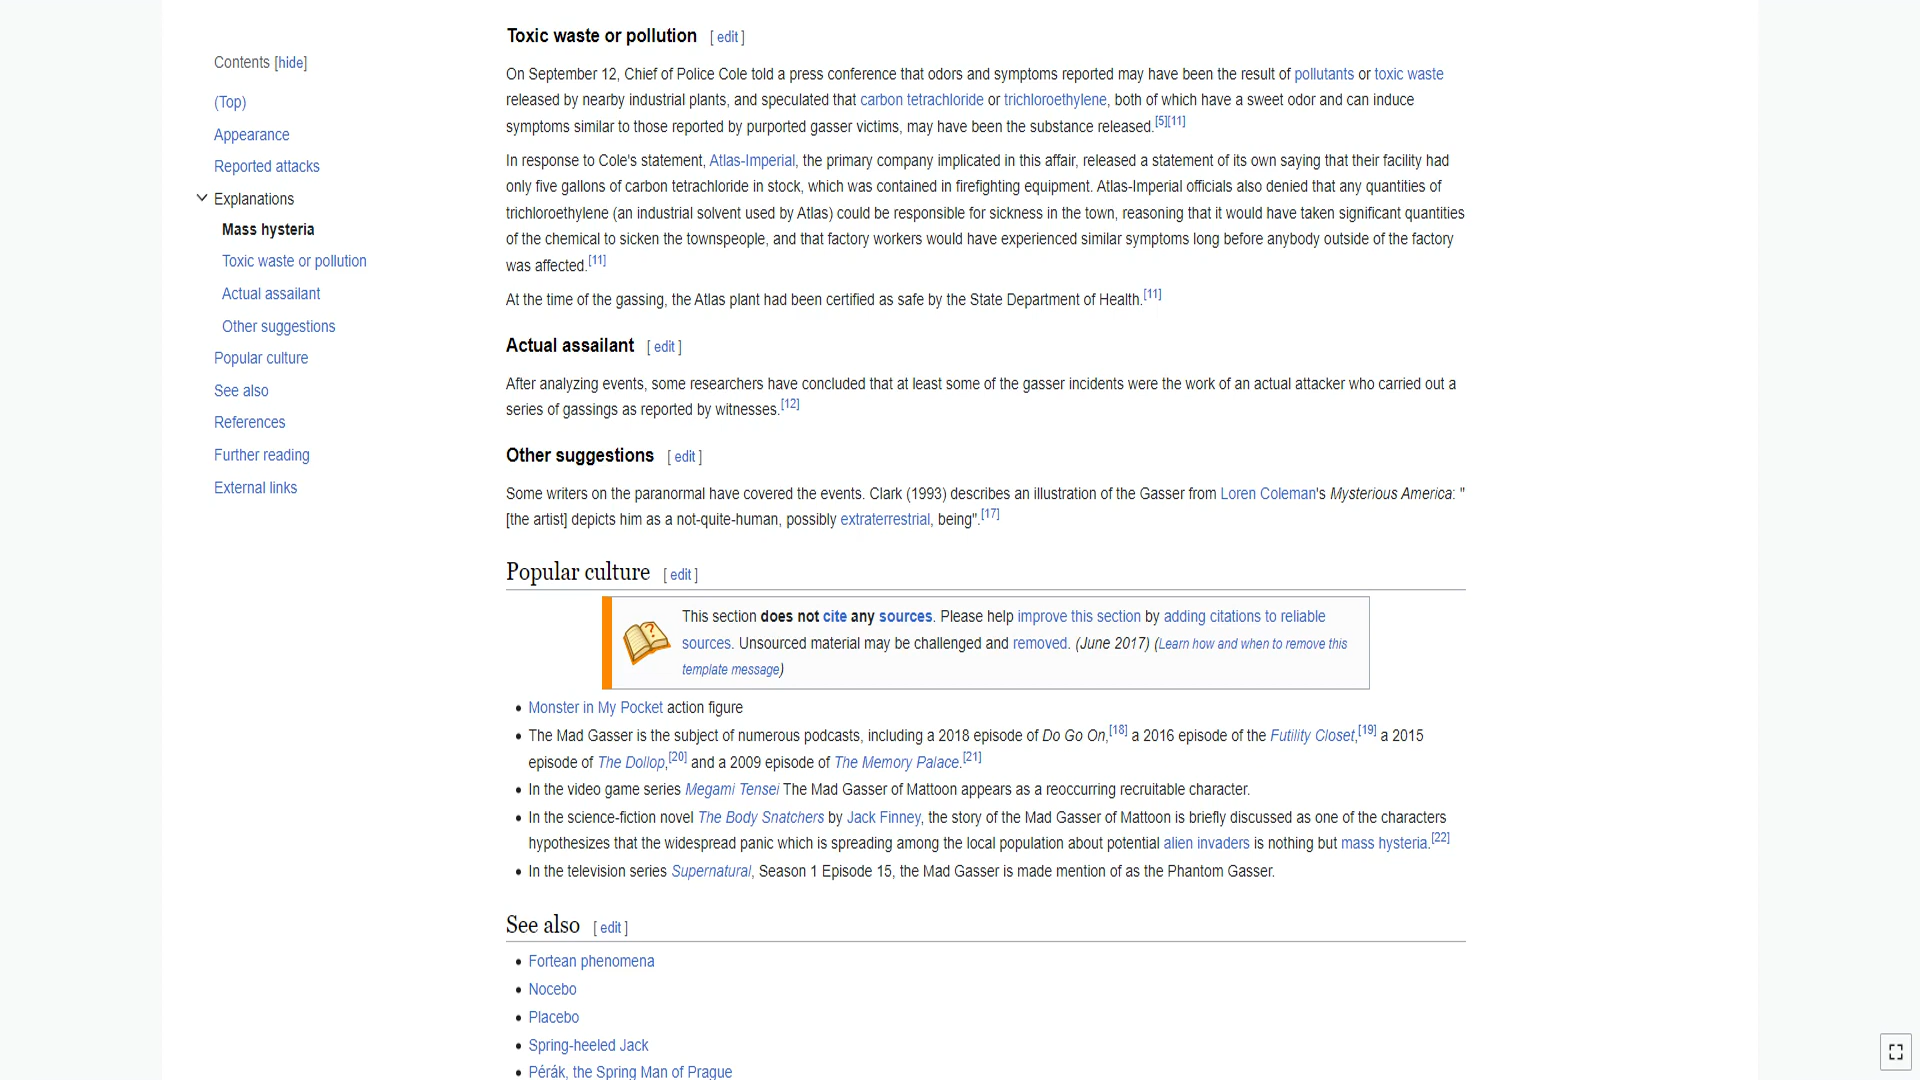 Contents [hide]
(Top)
Appearance
Reported attacks
Explanations
Mass hysteria
Toxic waste or pollution
Actual assailant
Other suggestions
Popular culture
See also
References
Further reading
External links
Toxic waste or pollution [ edit ]
On September 12, Chief of Police Cole told a press conference that odors and symptoms reported may have been the result of pollutants or toxic waste
released by nearby industrial plants, and speculated that carbon tetrachloride or trichloroethylene, both of which have a sweet odor and can induce
symptoms similar to those reported by purported gasser victims, may have been the substance released.[5][11]
In response to Cole's statement, Atlas-Imperial, the primary company implicated in this affair, released a statement of its own saying that their facility had
only five gallons of carbon tetrachloride in stock, which was contained in firefighting equipment. Atlas-Imperial officials also denied that any quantities of
trichloroethylene (an industrial solvent used by Atlas) could be responsible for sickness in the town, reasoning that it would have taken significant quantities
of the chemical to sicken the townspeople, and that factory workers would have experienced similar symptoms long before anybody outside of the factory
was affected.[11]
At the time of the gassing, the Atlas plant had been certified as safe by the State Department of Health.[11]
Actual assailant [ edit ]
After analyzing events, some researchers have concluded that at least some of the gasser incidents were the work of an actual attacker who carried out a
series of gassings as reported by witnesses.[12]
Other suggestions [ edit ]
Some writers on the paranormal have covered the events. Clark (1993) describes an illustration of the Gasser from Loren Coleman's Mysterious America: "
[the artist] depicts him as a not-quite-human, possibly extraterrestrial, being".[17]
Popular culture [ edit ]
This section does not cite any sources. Please help improve this section by adding citations to reliable
sources. Unsourced material may be challenged and removed. (June 2017) (Learn how and when to remove this
template message)
• Monster in My Pocket action figure
• The Mad Gasser is the subject of numerous podcasts, including a 2018 episode of Do Go On,[18] a 2016 episode of the Futility Closet,[19] a 2015
episode of The Dollop,[20] and a 2009 episode of The Memory Palace.[21]
• In the video game series Megami Tensei The Mad Gasser of Mattoon appears as a reoccurring recruitable character.
• In the science-fiction novel The Body Snatchers by Jack Finney, the story of the Mad Gasser of Mattoon is briefly discussed as one of the characters
hypothesizes that the widespread panic which is spreading among the local population about potential alien invaders is nothing but mass hysteria.[22]
• In the television series Supernatural, Season 1 Episode 15, the Mad Gasser is made mention of as the Phantom Gasser.
See also [ edit ]
• Fortean phenomena
• Nocebo
• Placebo
• Spring-heeled Jack
• Pérák, the Spring Man of Prague